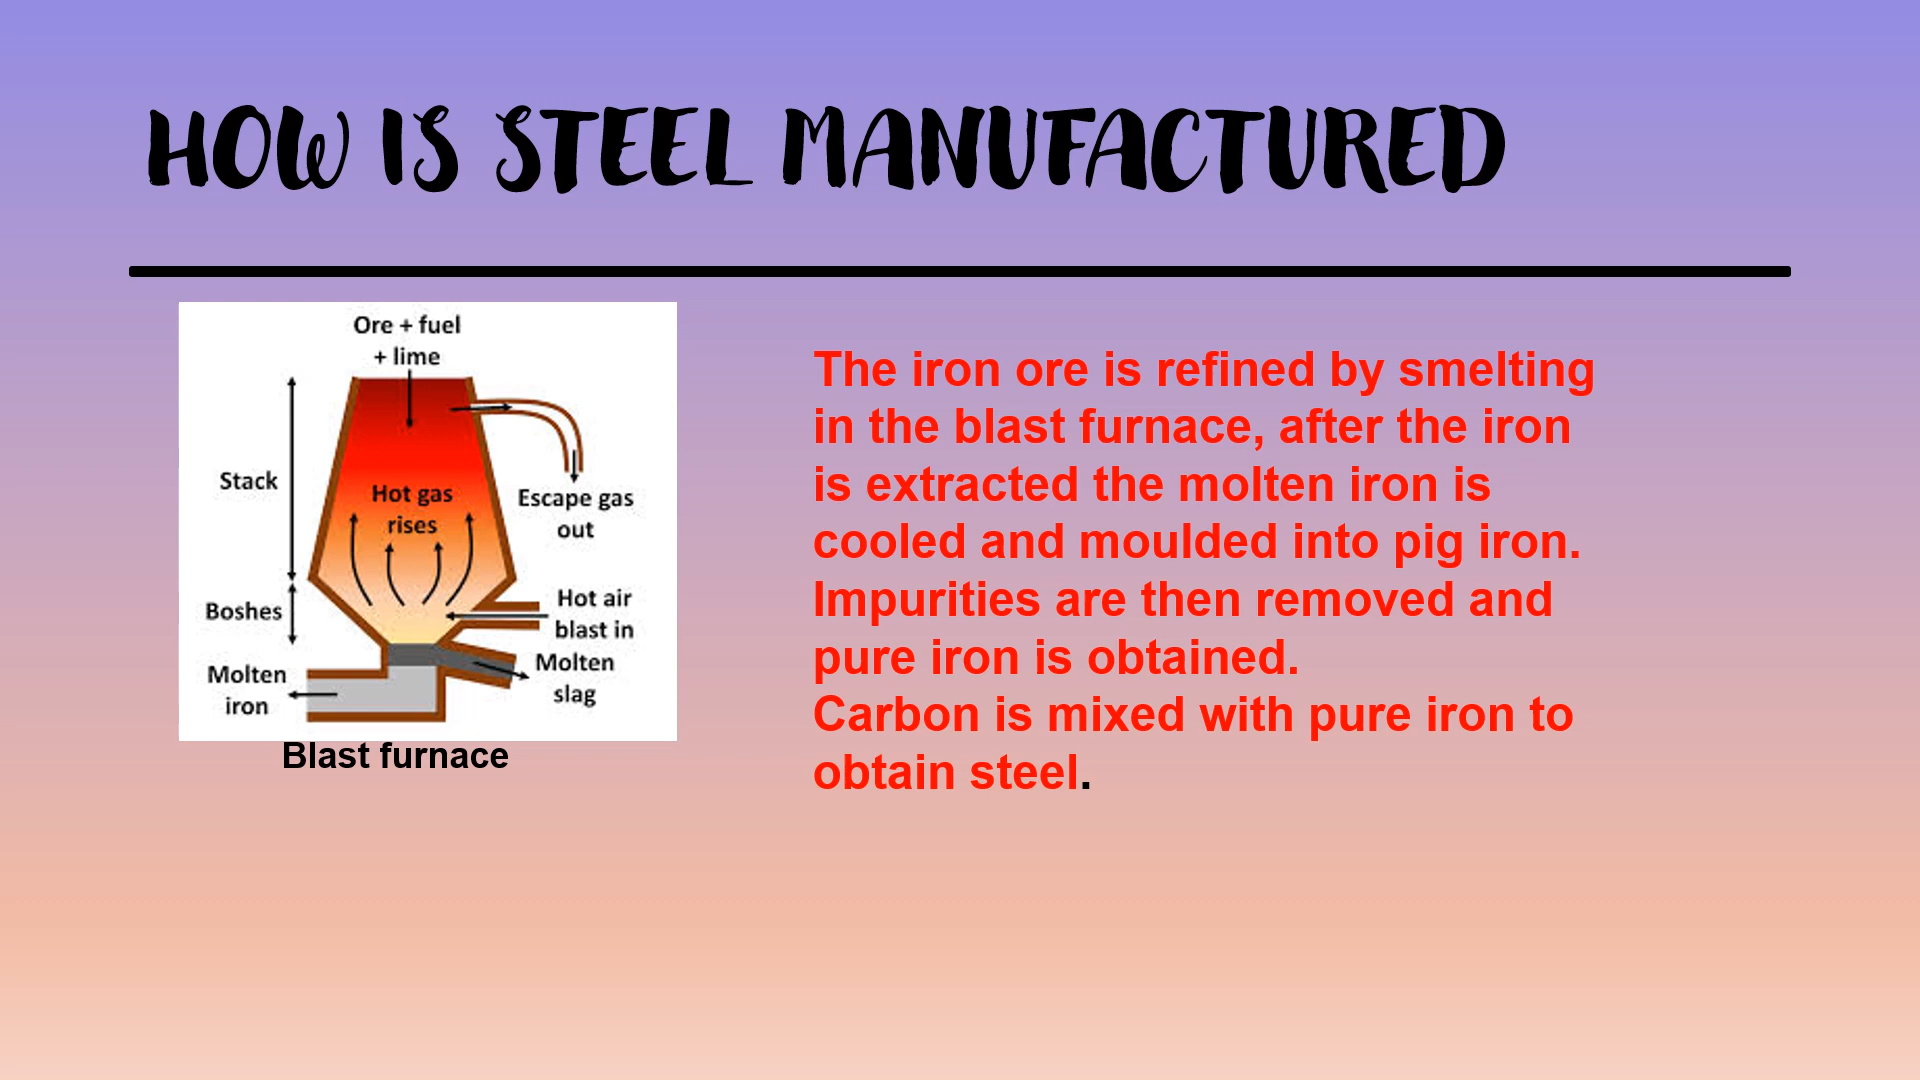 HOW IS STEEL MANUFACTURED
Ore + fuel
+ lime
Stack
Hot gas
rises
Escape gas
out
Boshes
Hot air
blast in
Molten
iron
Molten
slag
Blast furnace
The iron ore is refined by smelting
in the blast furnace, after the iron
is extracted the molten iron is
cooled and moulded into pig iron.
Impurities are then removed and
pure iron is obtained.
Carbon is mixed with pure iron to
obtain steel.